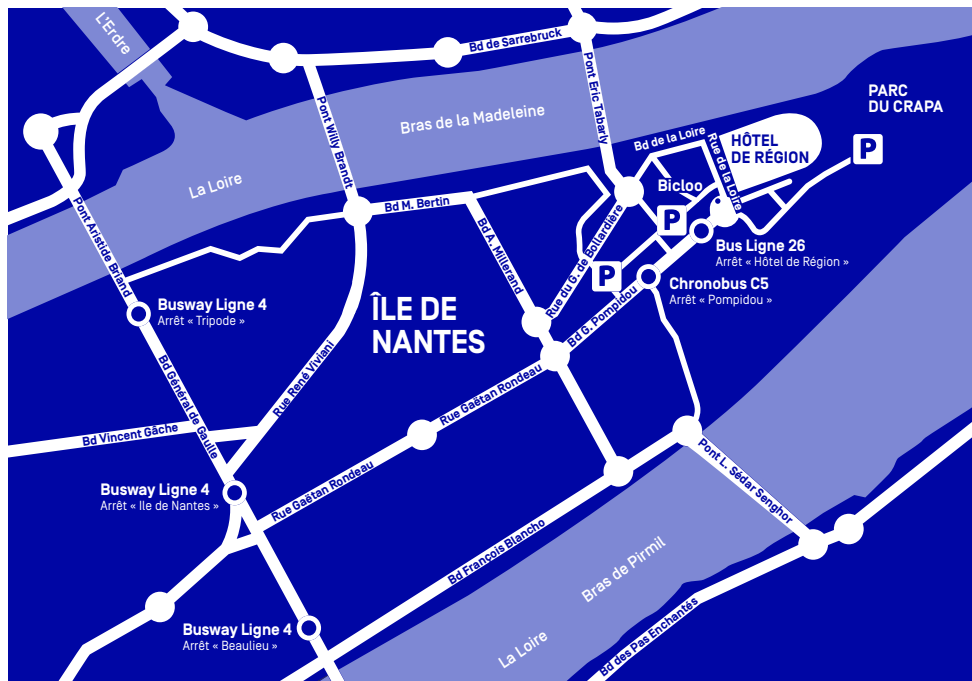 L'Erdre
Bd de Sarrebruck
Pont Eric Tabarly
PARC
DU CRAPA
Pont Willy Brandt
Bras de la Madeleine
Bd de la Loire
Rue de la Loire
HÔTEL
DE RÉGION
P
La Loire
Bicloo
Pont Aristide Briand
Bd M. Bertin
P
Bd A. Millerand
Rue du G. de Bollardière
Bus Ligne 26
Arrêt « Hôtel de Région »
P
Chronobus C5
Arrêt « Pompidou »
Busway Ligne 4
Arrêt « Tripode »
ÎLE DE
NANTES
Bd G. Pompidou
Bd Général de Gaulle
Rue René Viviani
Rue Gaëtan Rondeau
Bd Vincent Gâche
Busway Ligne 4
Arrêt « Ile de Nantes »
Rue Gaëtan Rondeau
Pont L. Sédar Senghor
Bd François Blancho
Bras de Pirmil
Busway Ligne 4
Arrêt « Beaulieu »
La Loire
Bd des Pas Enchantés